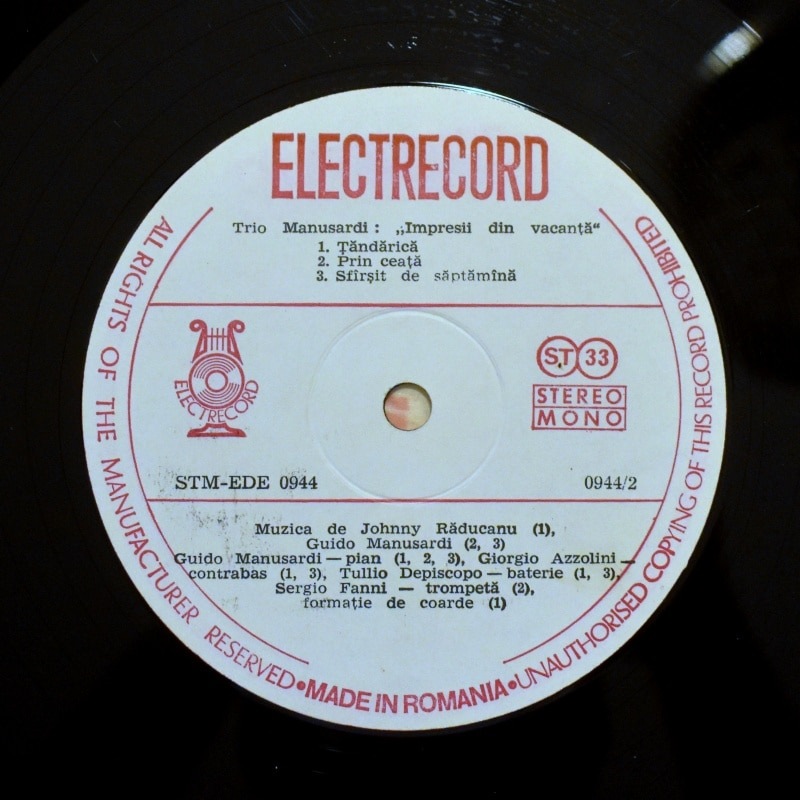 ELECTRECORD
Trio Manusardi : „Impresii din vacanță“
1. Țăndărică
2. Prin ceață
3. Sfîrșit de săptămînă
ELECTRECORD
ST 33
STEREO
MONO
STM-EDE 0944
0944/2
Muzica de Johnny Răducanu (1),
Guido Manusardi (2, 3)
Guido Manusardi — pian (1, 2, 3), Giorgio Azzolini —
contrabas (1, 3), Tullio Depiscopo — baterie (1, 3),
Sergio Fanni — trompetă (2),
formație de coarde (1)
ALL RIGHTS OF THE MANUFACTURER RESERVED•MADE IN ROMANIA•UNAUTHORISED COPYING OF THIS RECORD PROHIBITED